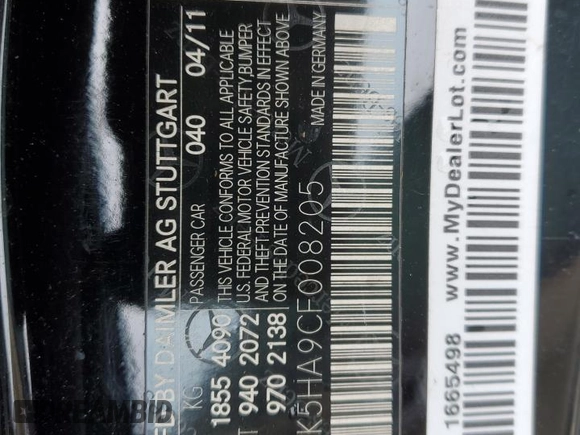 FD BY DAIMLER AG STUTTGART
PASSENGER CAR 040 04/11
KG
1855 4090
940 2072
970 2138
THIS VEHICLE CONFORMS TO ALL APPLICABLE
U.S. FEDERAL MOTOR VEHICLE SAFETY, BUMPER
AND THEFT PREVENTION STANDARDS IN EFFECT
ON THE DATE OF MANUFACTURE SHOWN ABOVE
MADE IN GERMANY
K5HA9CF008205
www.MyDealerLot.com
1665498